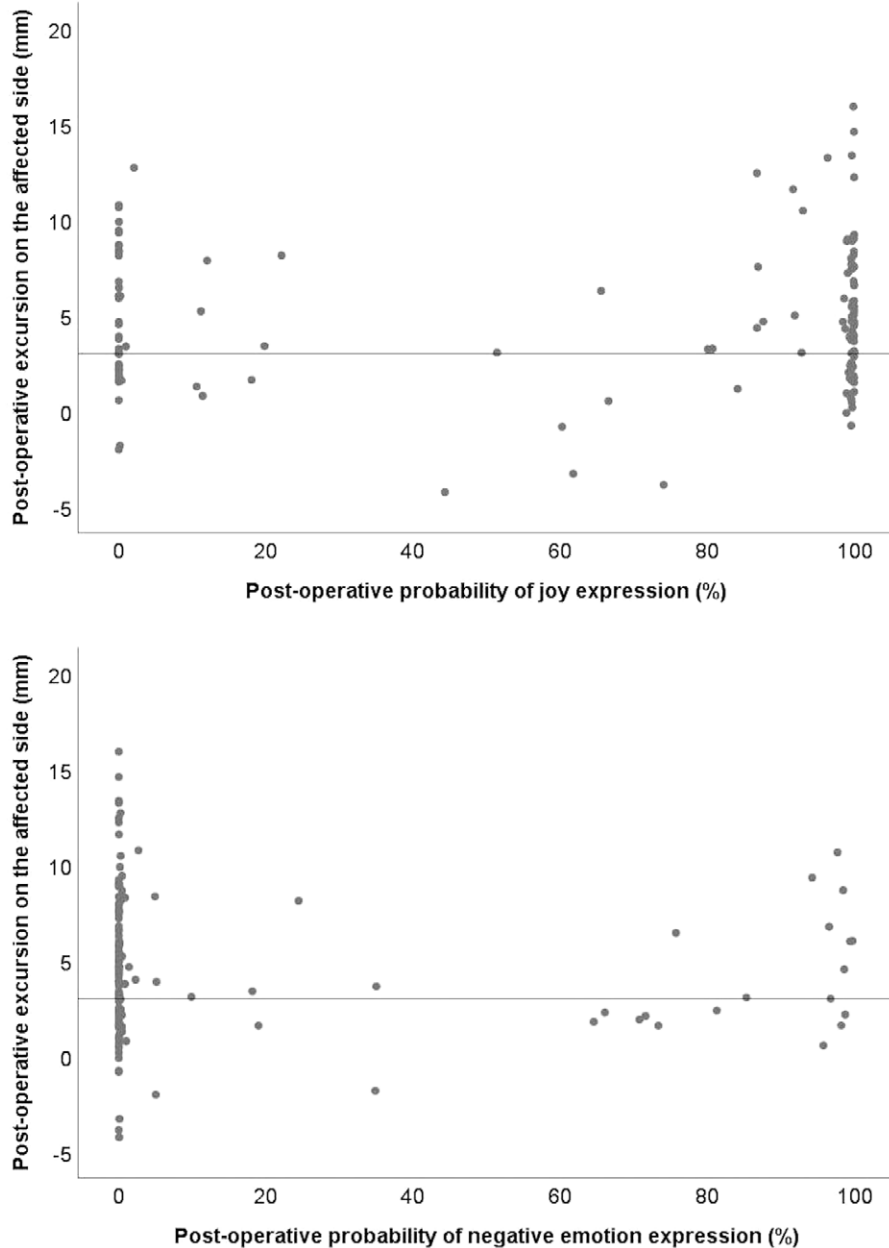 Post-operative excursion on the affected side (mm)
20
15
10
5
0
-5
0 20 40 60 80 100
Post-operative probability of joy expression (%)
Post-operative excursion on the affected side (mm)
20
15
10
5
0
-5
0 20 40 60 80 100
Post-operative probability of negative emotion expression (%)